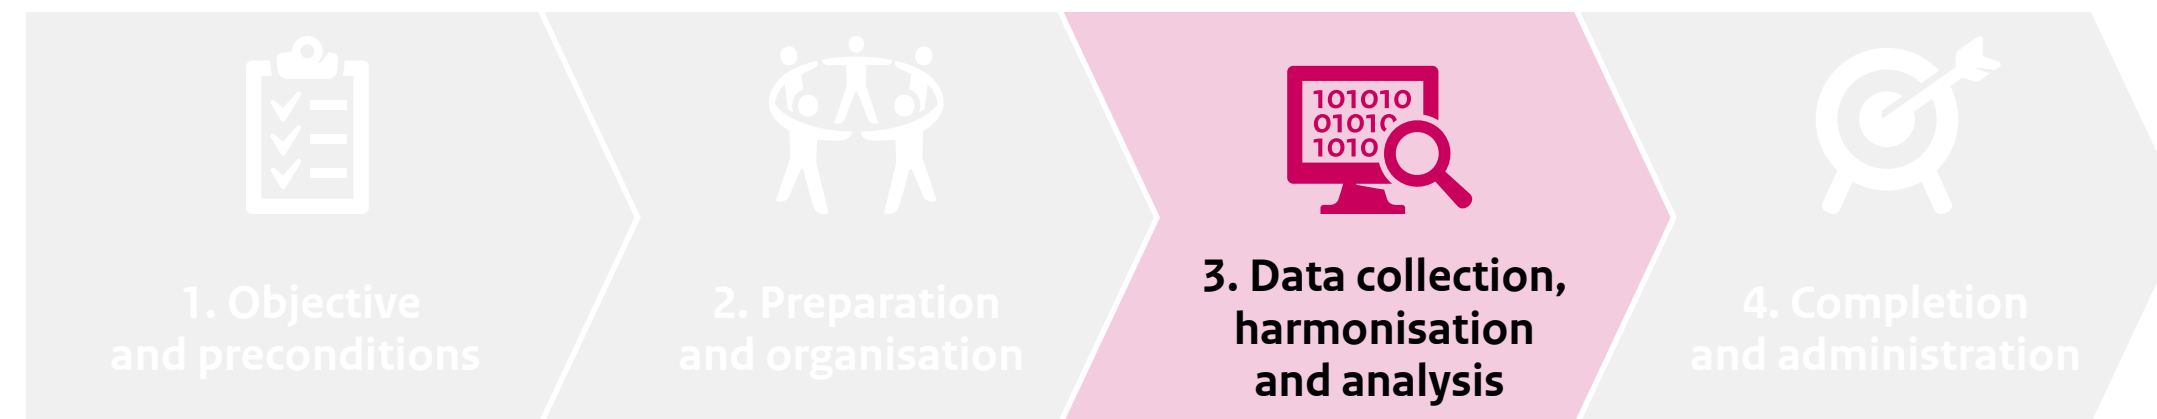 1. Objective
and preconditions
2. Preparation
and organisation
101010
01010
1010
3. Data collection,
harmonisation
and analysis
4. Completion
and administration